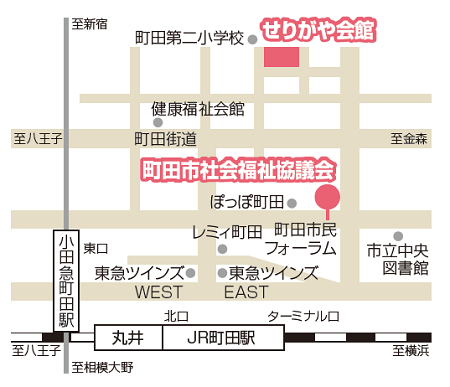 至新宿
町田第二小学校
せりがや会館
健康福祉会館
至八王子
町田街道
至金森
町田市社会福祉協議会
ぽっぽ町田
レミィ町田
町田市民
フォーラム
市立中央
図書館
小田急町田駅
東口
東急ツインズ
WEST
東急ツインズ
EAST
北口
ターミナル口
丸井
JR町田駅
至八王子
至横浜
至相模大野